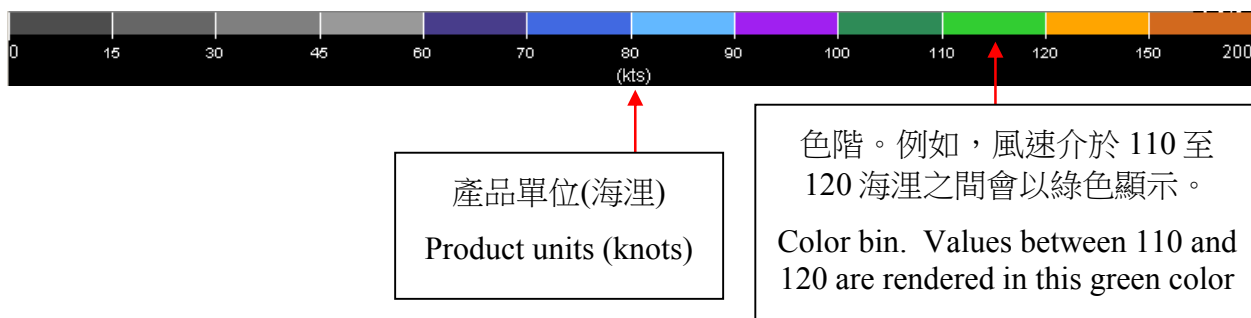 0 15 30 45 60 70 80 90 100 110 120 150 200
(kts)
產品單位(海浬)
Product units (knots)
色階。例如，風速介於 110 至
120 海浬之間會以綠色顯示。
Color bin. Values between 110 and
120 are rendered in this green color